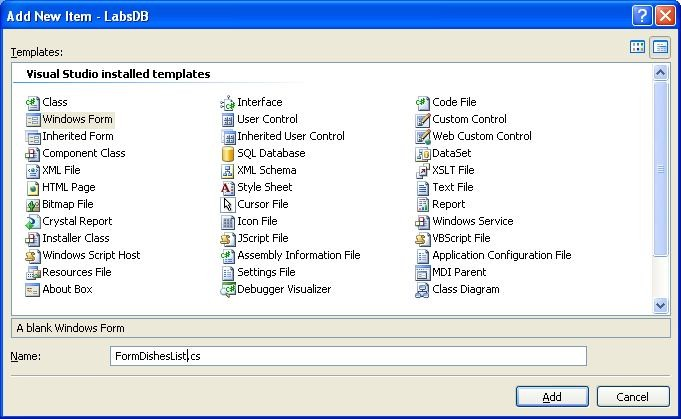 Add New Item - LabsDB
Templates:
Visual Studio installed templates
Class
Interface
Code File
Windows Form
User Control
Custom Control
Inherited Form
Inherited User Control
Web Custom Control
Component Class
SQL Database
DataSet
XML File
XML Schema
XSLT File
HTML Page
Style Sheet
Text File
Bitmap File
Cursor File
Report
Crystal Report
Icon File
Windows Service
Installer Class
JScript File
VBScript File
Windows Script Host
Assembly Information File
Application Configuration File
Resources File
Settings File
MDI Parent
About Box
Debugger Visualizer
Class Diagram
A blank Windows Form
Name:
FormDishesList.cs
Add
Cancel